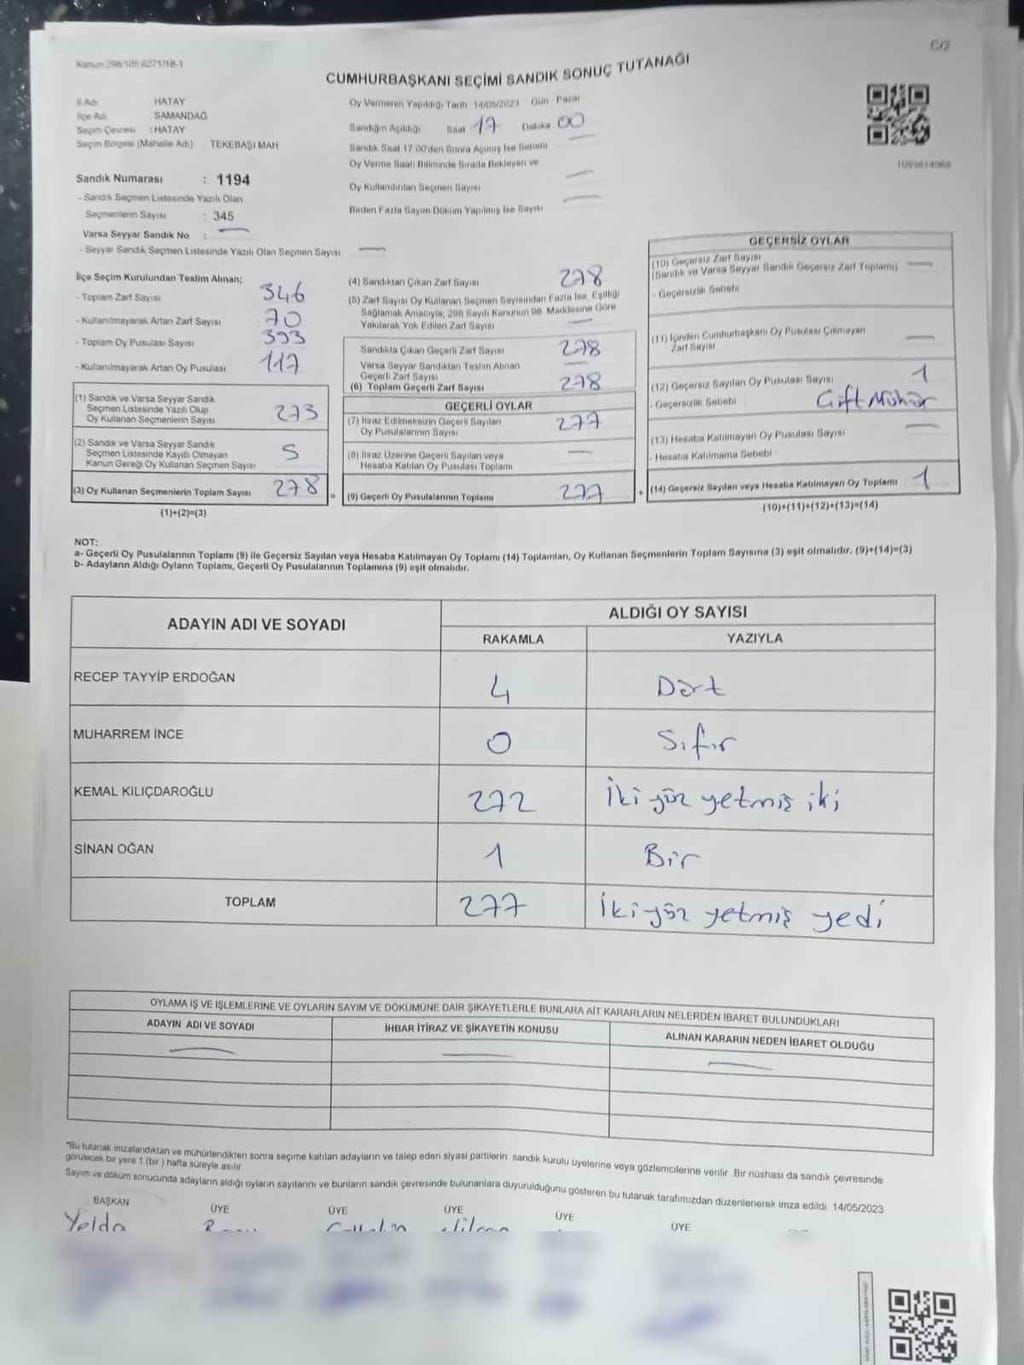 Kanun 298/105, 6271/18-1
C/2
CUMHURBAŞKANI SEÇİMİ SANDIK SONUÇ TUTANAĞI
İl Adı HATAY
İlçe Adı SAMANDAĞ
Seçim Çevresi : HATAY
Seçim Bölgesi (Mahalle Adı) TEKEBAŞI MAH
Sandık Numarası : 1194
- Sandık Seçmen Listesinde Yazılı Olan
Seçmenlerin Sayısı : 345
Varsa Seyyar Sandık No :
- Seyyar Sandık Seçmen Listesinde Yazılı Olan Seçmen Sayısı
Oy Vermenin Yapıldığı Tarih 14/05/2023 Gün Pazar
Sandığın Açıldığı Saat 17 Dakika 00
Sandık Saat 17.00'den Sonra Açılmış İse Sebebi
Oy Verme Saati Bitiminde Sırada Bekleyen ve
Oy Kullandırılan Seçmen Sayısı
Birden Fazla Sayım Döküm Yapılmış İse Sayısı
İlçe Seçim Kurulundan Teslim Alınan;
- Toplam Zarf Sayısı 346
- Kullanılmayarak Artan Zarf Sayısı 70
- Toplam Oy Pusulası Sayısı 393
- Kullanılmayarak Artan Oy Pusulası 117
(1) Sandık ve Varsa Seyyar Sandık
Seçmen Listesinde Yazılı Olup
Oy Kullanan Seçmenlerin Sayısı 273
(2) Sandık ve Varsa Seyyar Sandık
Seçmen Listesinde Kayıtlı Olmayan
Kanun Gereği Oy Kullanan Seçmen Sayısı 5
(3) Oy Kullanan Seçmenlerin Toplam Sayısı 278
(1)+(2)=(3)
(4) Sandıktan Çıkan Zarf Sayısı 278
(5) Zarf Sayısı Oy Kullanan Seçmen Sayısından Fazla İse, Eşitliği
Sağlamak Amacıyla, 298 Sayılı Kanunun 98. Maddesine Göre
Yakılarak Yok Edilen Zarf Sayısı
Sandıkta Çıkan Geçerli Zarf Sayısı 278
Varsa Seyyar Sandıktan Teslim Alınan
Geçerli Zarf Sayısı
(6) Toplam Geçerli Zarf Sayısı 278
GEÇERLİ OYLAR
(7) İtiraz Edilmeksizin Geçerli Sayılan
Oy Pusulalarının Sayısı 277
(8) İtiraz Üzerine Geçerli Sayılan veya
Hesaba Katılan Oy Pusulası Toplamı
= (9) Geçerli Oy Pusulalarının Toplamı 277 +
GEÇERSİZ OYLAR
(10) Geçersiz Zarf Sayısı
(Sandık ve Varsa Seyyar Sandık Geçersiz Zarf Toplamı)
- Geçersizlik Sebebi
(11) İçinden Cumhurbaşkanı Oy Pusulası Çıkmayan
Zarf Sayısı
(12) Geçersiz Sayılan Oy Pusulası Sayısı 1
- Geçersizlik Sebebi Çift Mühür
(13) Hesaba Katılmayan Oy Pusulası Sayısı
- Hesaba Katılmama Sebebi
(14) Geçersiz Sayılan veya Hesaba Katılmayan Oy Toplamı 1
(10)+(11)+(12)+(13)=(14)
NOT:
a- Geçerli Oy Pusulalarının Toplamı (9) ile Geçersiz Sayılan veya Hesaba Katılmayan Oy Toplamı (14) Toplamları, Oy Kullanan Seçmenlerin Toplam Sayısına (3) eşit olmalıdır. (9)+(14)=(3)
b- Adayların Aldığı Oyların Toplamı, Geçerli Oy Pusulalarının Toplamına (9) eşit olmalıdır.
ADAYIN ADI VE SOYADI
ALDIĞI OY SAYISI
RAKAMLA YAZIYLA
RECEP TAYYİP ERDOĞAN 4 Dört
MUHARREM İNCE 0 Sıfır
KEMAL KILIÇDAROĞLU 272 İki yüz yetmiş iki
SİNAN OĞAN 1 Bir
TOPLAM 277 İki yüz yetmiş yedi
OYLAMA İŞ VE İŞLEMLERİNE VE OYLARIN SAYIM VE DÖKÜMÜNE DAİR ŞİKAYETLERLE BUNLARA AİT KARARLARIN NELERDEN İBARET BULUNDUKLARI
ADAYIN ADI VE SOYADI İHBAR İTİRAZ VE ŞİKAYETİN KONUSU ALINAN KARARIN NEDEN İBARET OLDUĞU
*Bu tutanak imzalandıktan ve mühürlendikten sonra seçime katılan adayların ve talep eden siyasi partilerin sandık kurulu üyelerine veya gözlemcilerine verilir. Bir nüshası da sandık çevresinde
görülecek bir yere 1 (bir) hafta süreyle asılır.
Sayım ve döküm sonucunda adayların aldığı oyların sayılarını ve bunların sandık çevresinde bulunanlara duyurulduğunu gösteren bu tutanak tarafımızdan düzenlenerek imza edildi 14/05/2023
BAŞKAN ÜYE ÜYE ÜYE ÜYE ÜYE
Yelda